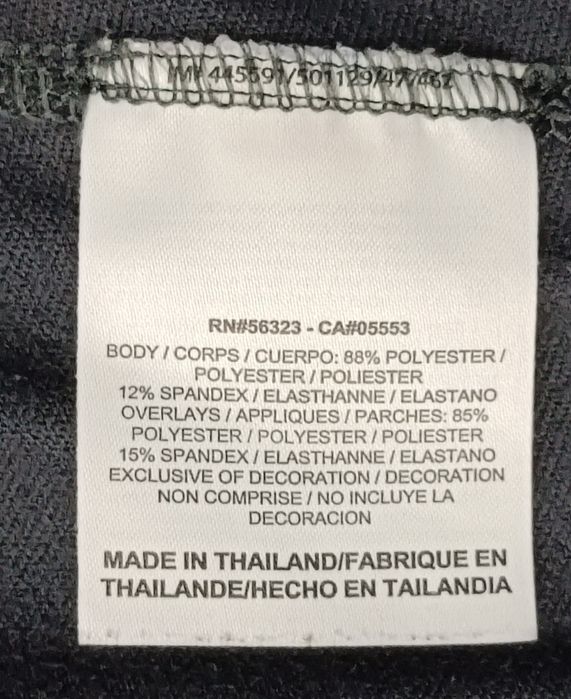 RN#56323 - CA#05553
BODY / CORPS / CUERPO: 88% POLYESTER /
POLYESTER / POLIESTER
12% SPANDEX / ELASTHANNE / ELASTANO
OVERLAYS / APPLIQUES / PARCHES: 85%
POLYESTER / POLYESTER / POLIESTER
15% SPANDEX / ELASTHANNE / ELASTANO
EXCLUSIVE OF DECORATION / DECORATION
NON COMPRISE / NO INCLUYE LA
DECORACION
MADE IN THAILAND/FABRIQUE EN
THAILANDE/HECHO EN TAILANDIA